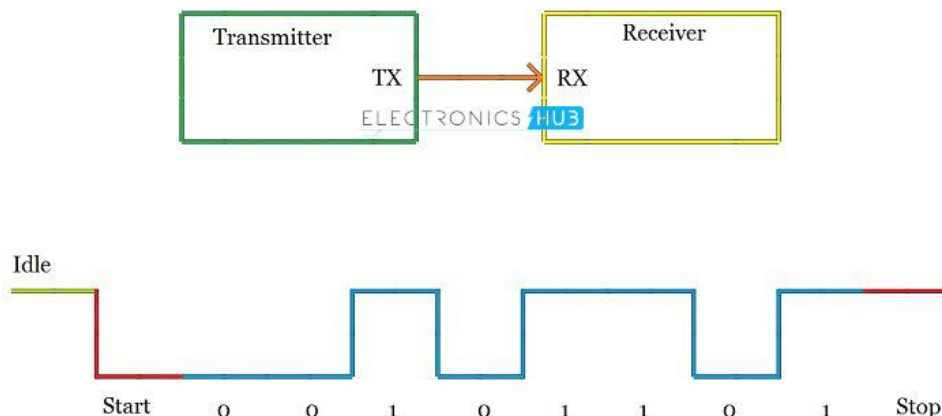 Transmitter
Receiver
TX
RX
ELECTRONICS HUB
Idle
Start 0 0 1 0 1 1 0 1 Stop